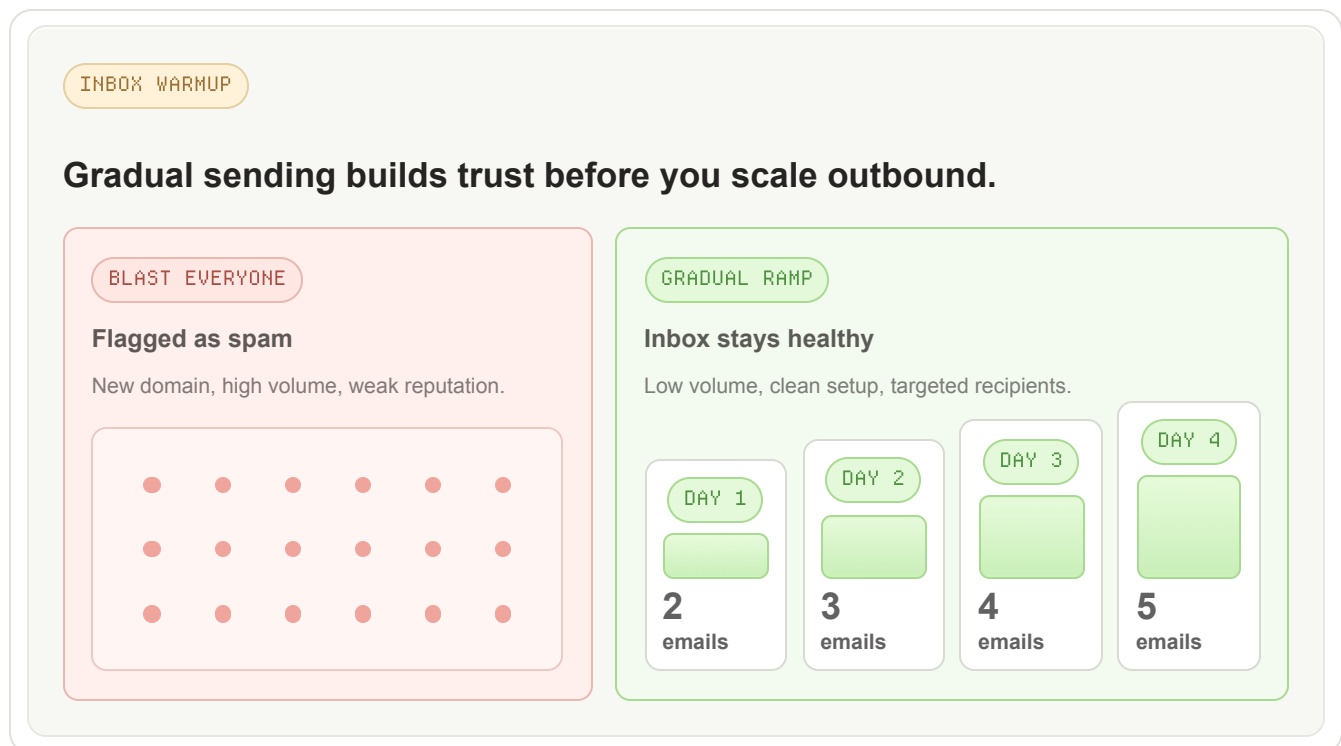 INBOX WARMUP
Gradual sending builds trust before you scale outbound.
BLAST EVERYONE
Flagged as spam
New domain, high volume, weak reputation.
GRADUAL RAMP
Inbox stays healthy
Low volume, clean setup, targeted recipients.
DAY 1
2
emails
DAY 2
3
emails
DAY 3
4
emails
DAY 4
5
emails